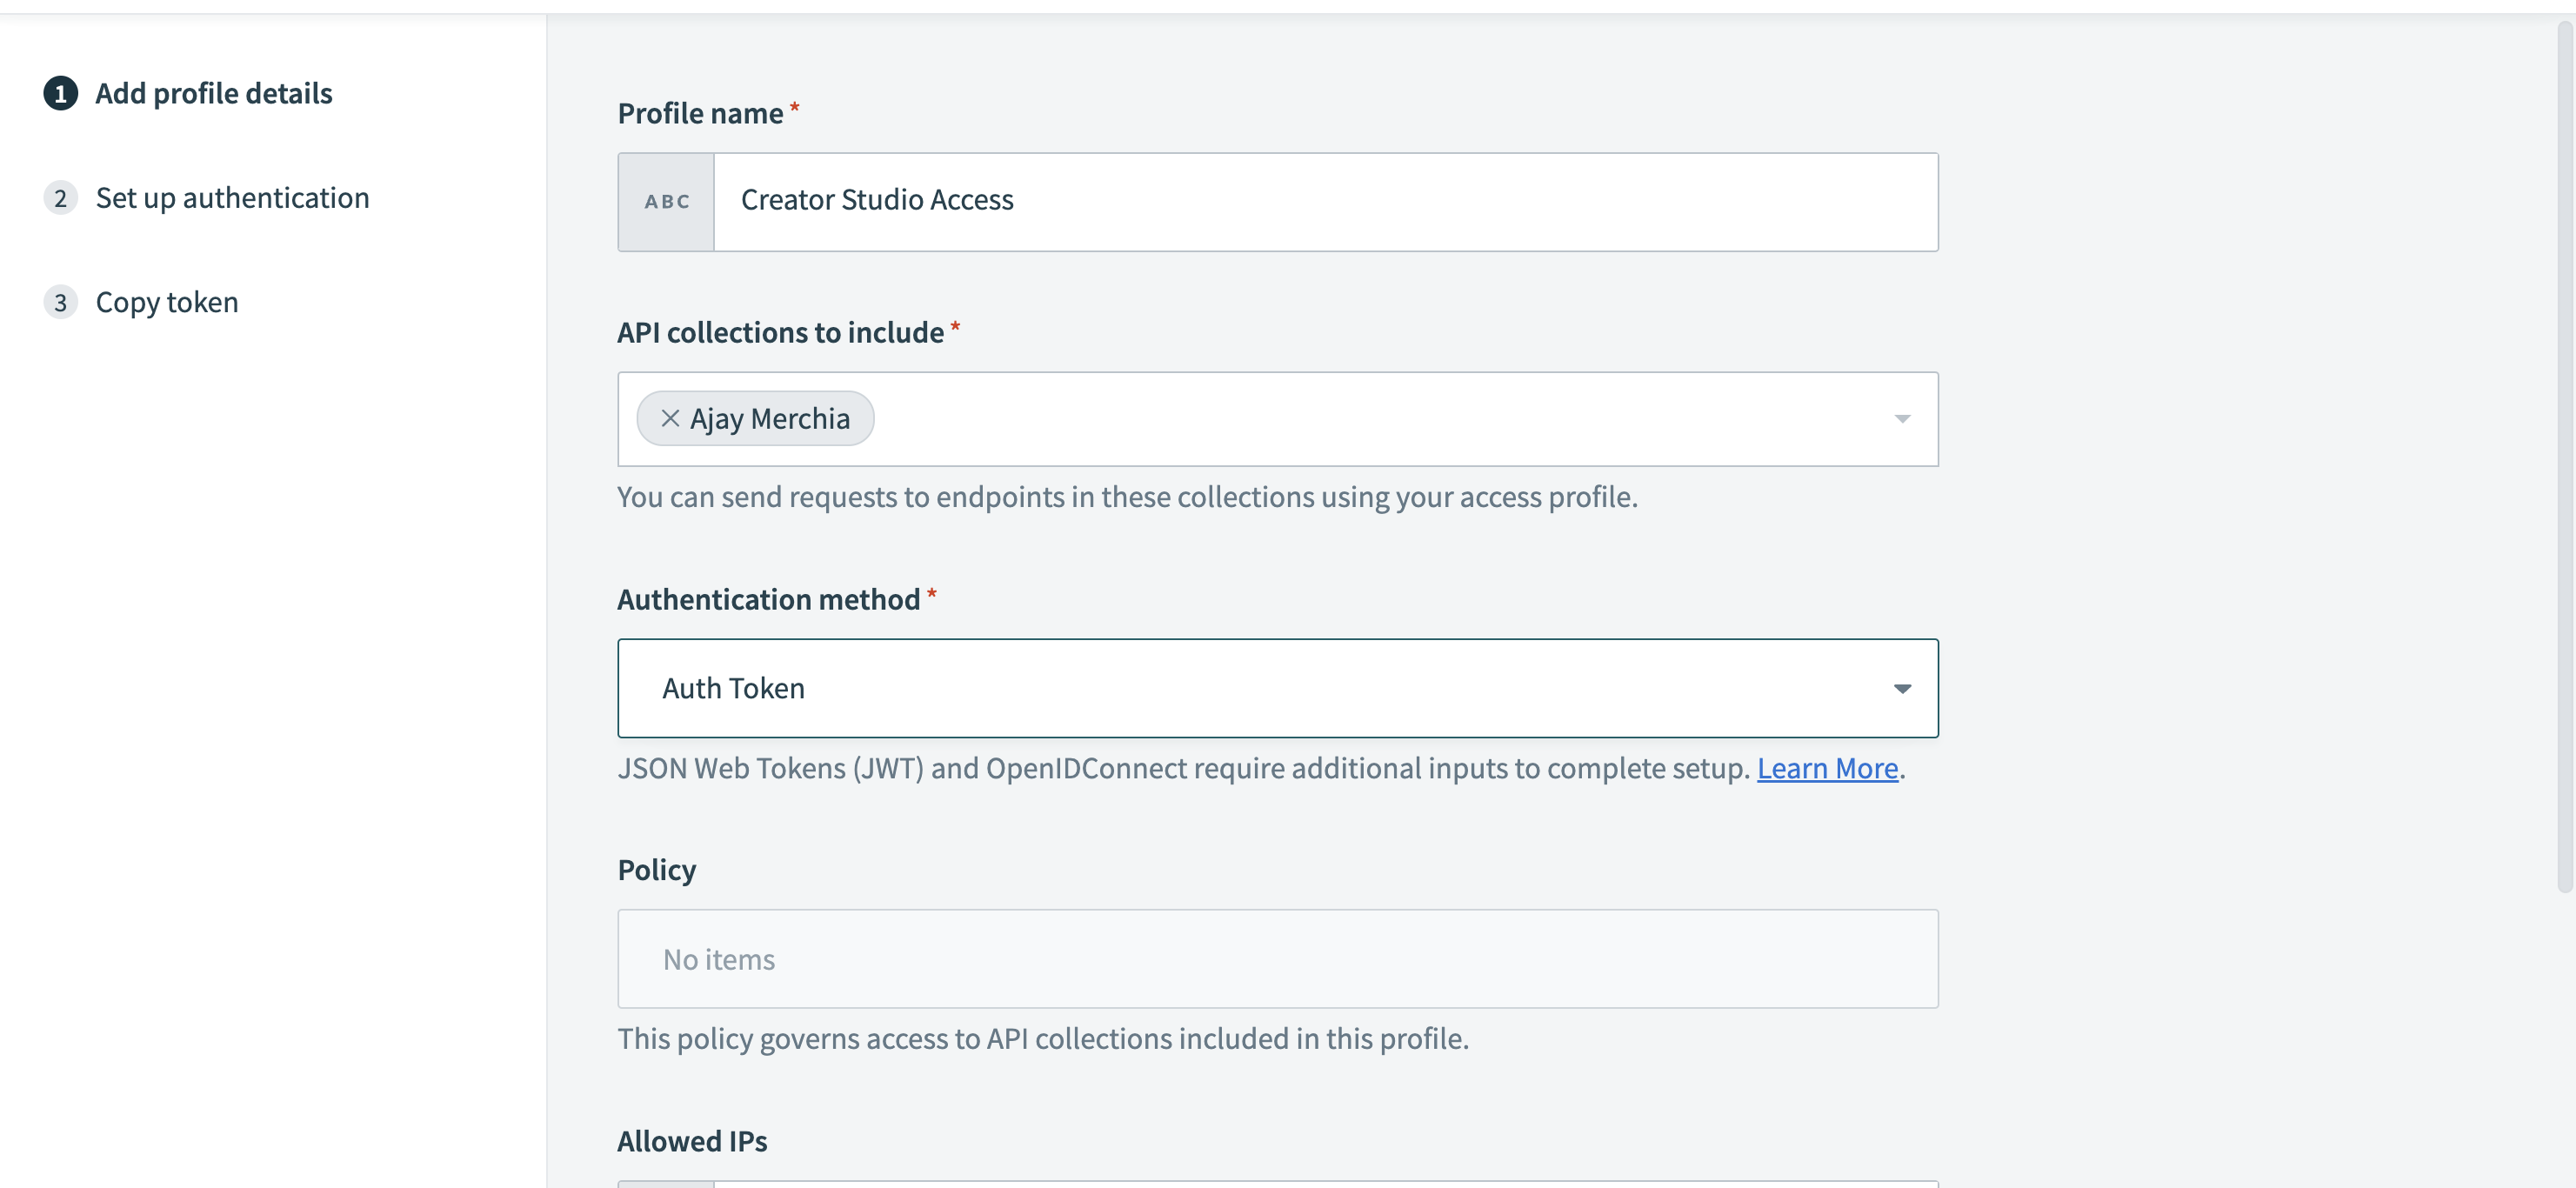 1 Add profile details
2 Set up authentication
3 Copy token
Profile name *
ABC Creator Studio Access
API collections to include *
Ajay Merchia
You can send requests to endpoints in these collections using your access profile.
Authentication method *
Auth Token
JSON Web Tokens (JWT) and OpenIDConnect require additional inputs to complete setup. Learn More.
Policy
No items
This policy governs access to API collections included in this profile.
Allowed IPs